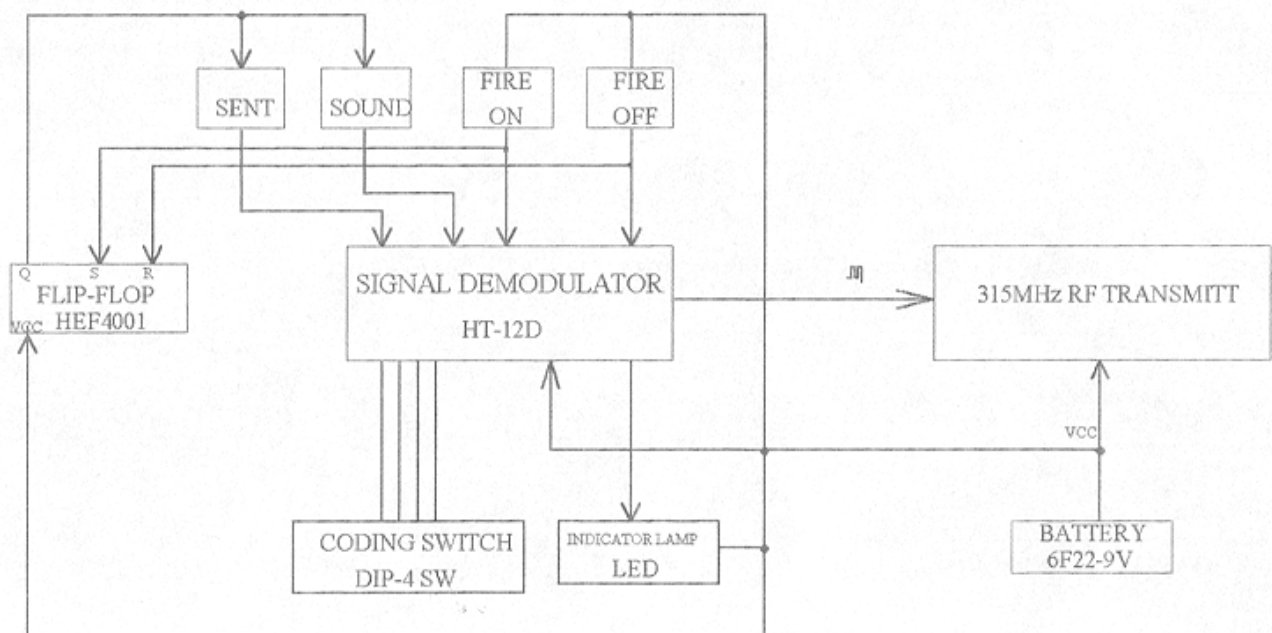 SENT
SOUND
FIRE
ON
FIRE
OFF
Q
S
R
FLIP-FLOP
HEF4001
VCC
SIGNAL DEMODULATOR
HT-12D
315MHz RF TRANSMITT
VCC
CODING SWITCH
DIP-4 SW
INDICATOR LAMP
LED
BATTERY
6F22-9V